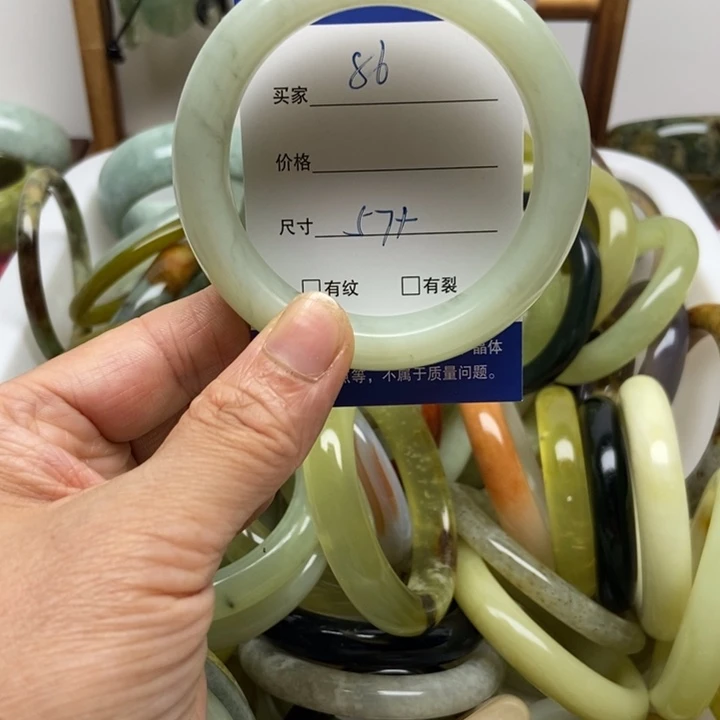 86
买家
价格
尺寸 57+
□有纹 □有裂
晶体
等，不属于质量问题。